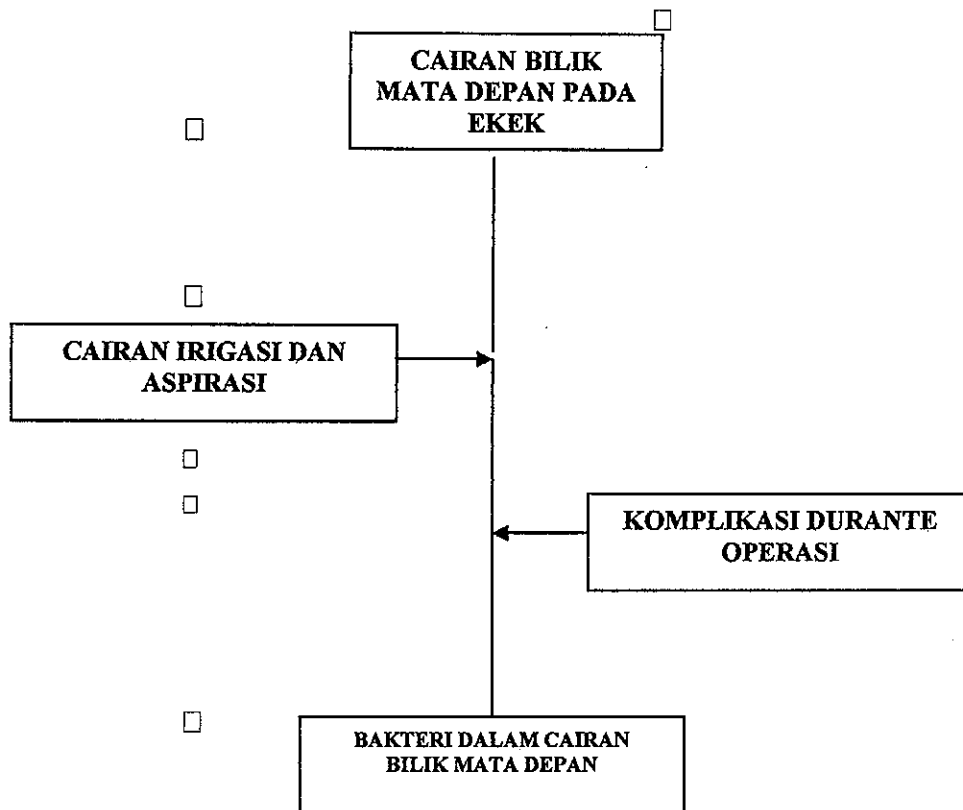 CAIRAN BILIK
MATA DEPAN PADA
EKEK
CAIRAN IRIGASI DAN
ASPIRASI
KOMPLIKASI DURANTE
OPERASI
BAKTERI DALAM CAIRAN
BILIK MATA DEPAN